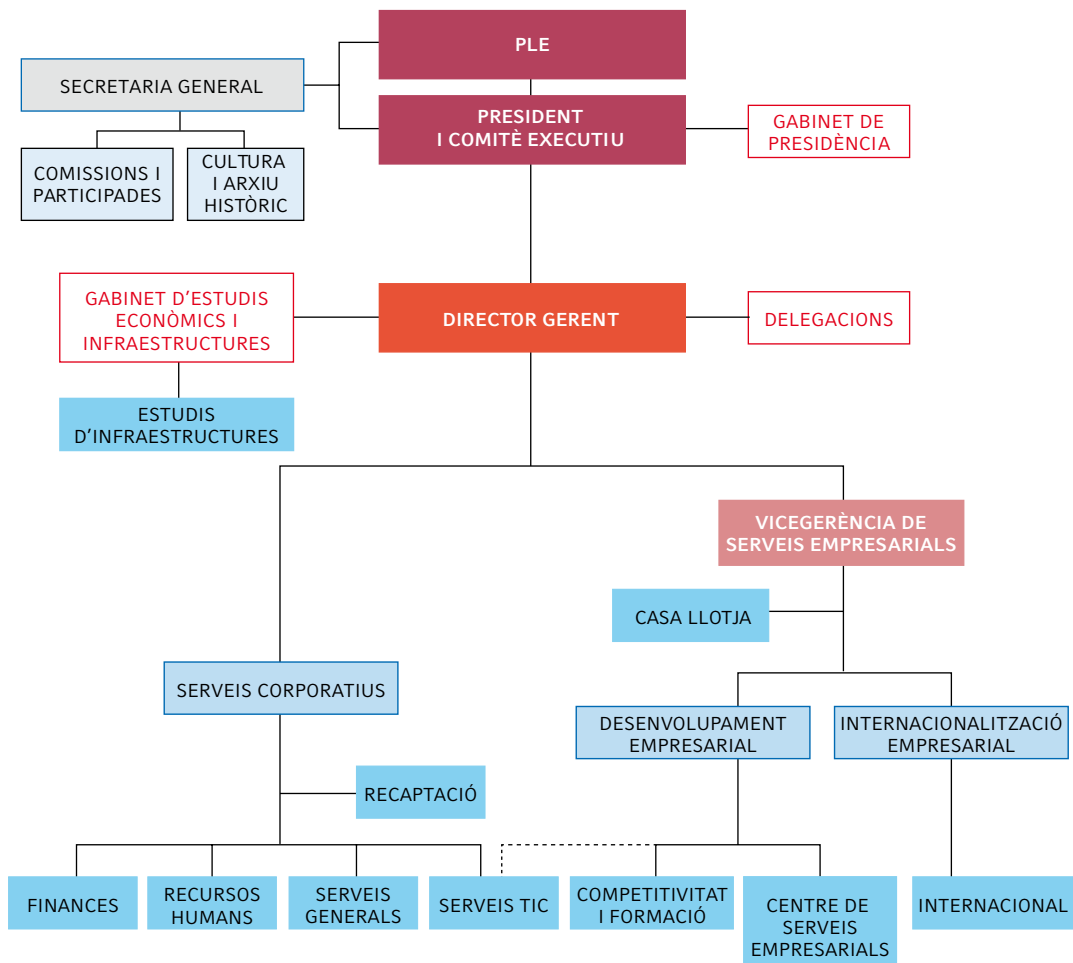 PLE
SECRETARIA GENERAL
PRESIDENT
I COMITÈ EXECUTIU
GABINET DE
PRESIDÈNCIA
COMISSIONS I
PARTICIPADES
CULTURA
I ARXIU
HISTÒRIC
GABINET D’ESTUDIS
ECONÒMICS I
INFRAESTRUCTURES
DIRECTOR GERENT
DELEGACIONS
ESTUDIS
D’INFRAESTRUCTURES
VICEGERÈNCIA DE
SERVEIS EMPRESARIALS
CASA LLOTJA
SERVEIS CORPORATIUS
DESENVOLUPAMENT
EMPRESARIAL
INTERNACIONALITZACIÓ
EMPRESARIAL
RECAPTACIÓ
FINANCES
RECURSOS
HUMANS
SERVEIS
GENERALS
SERVEIS TIC
COMPETITIVITAT
I FORMACIÓ
CENTRE DE
SERVEIS
EMPRESARIALS
INTERNACIONAL